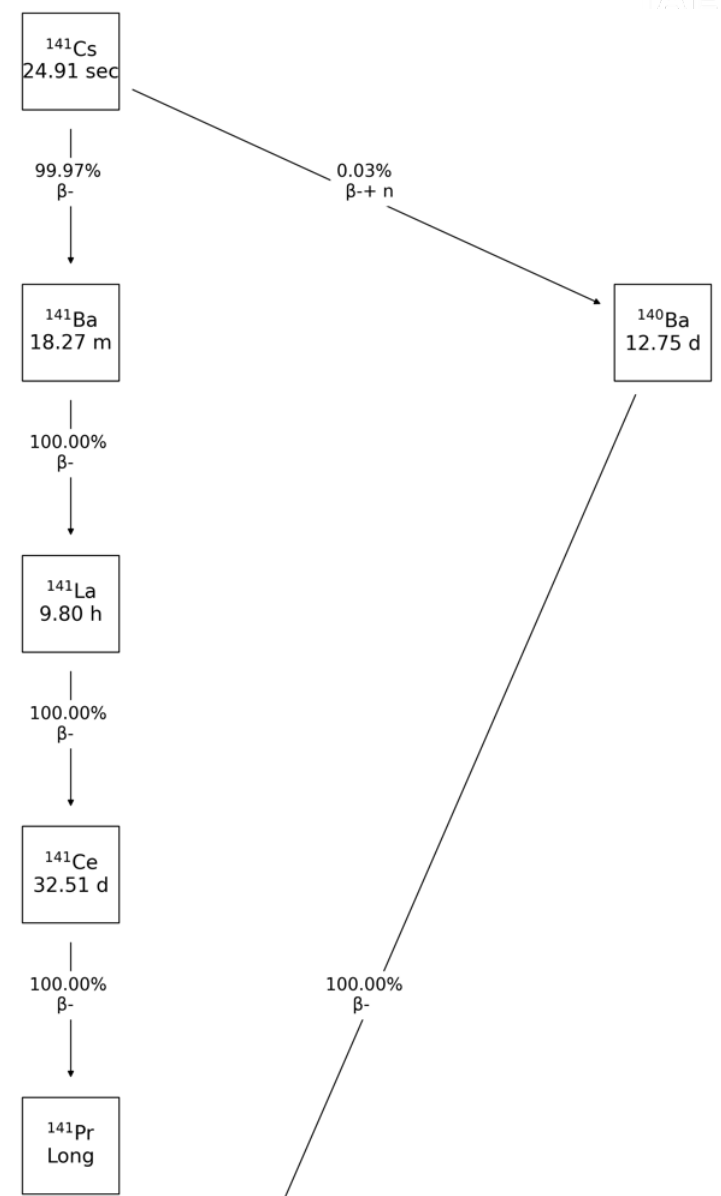 ¹⁴¹Cs
24.91 sec
99.97%
β-
0.03%
β-+ n
¹⁴¹Ba
18.27 m
¹⁴⁰Ba
12.75 d
100.00%
β-
¹⁴¹La
9.80 h
100.00%
β-
¹⁴¹Ce
32.51 d
100.00%
β-
100.00%
β-
¹⁴¹Pr
Long